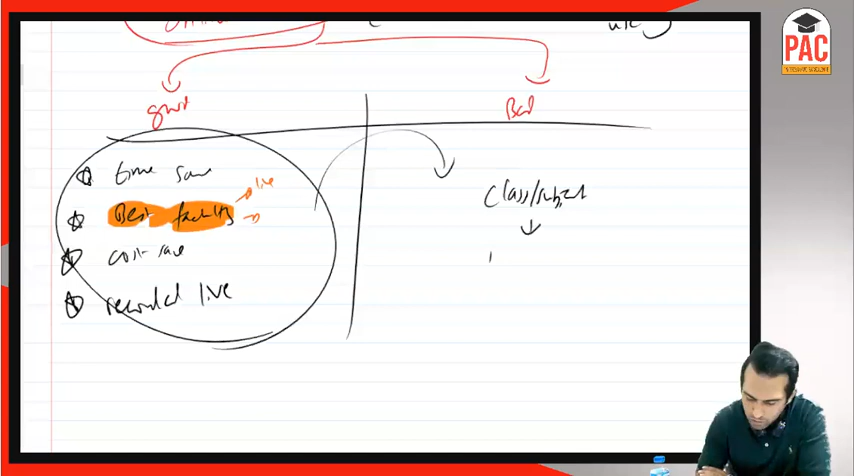 PAC
good
Bad
time save
live
Best faculty
cost save
recorded live
Class/subject